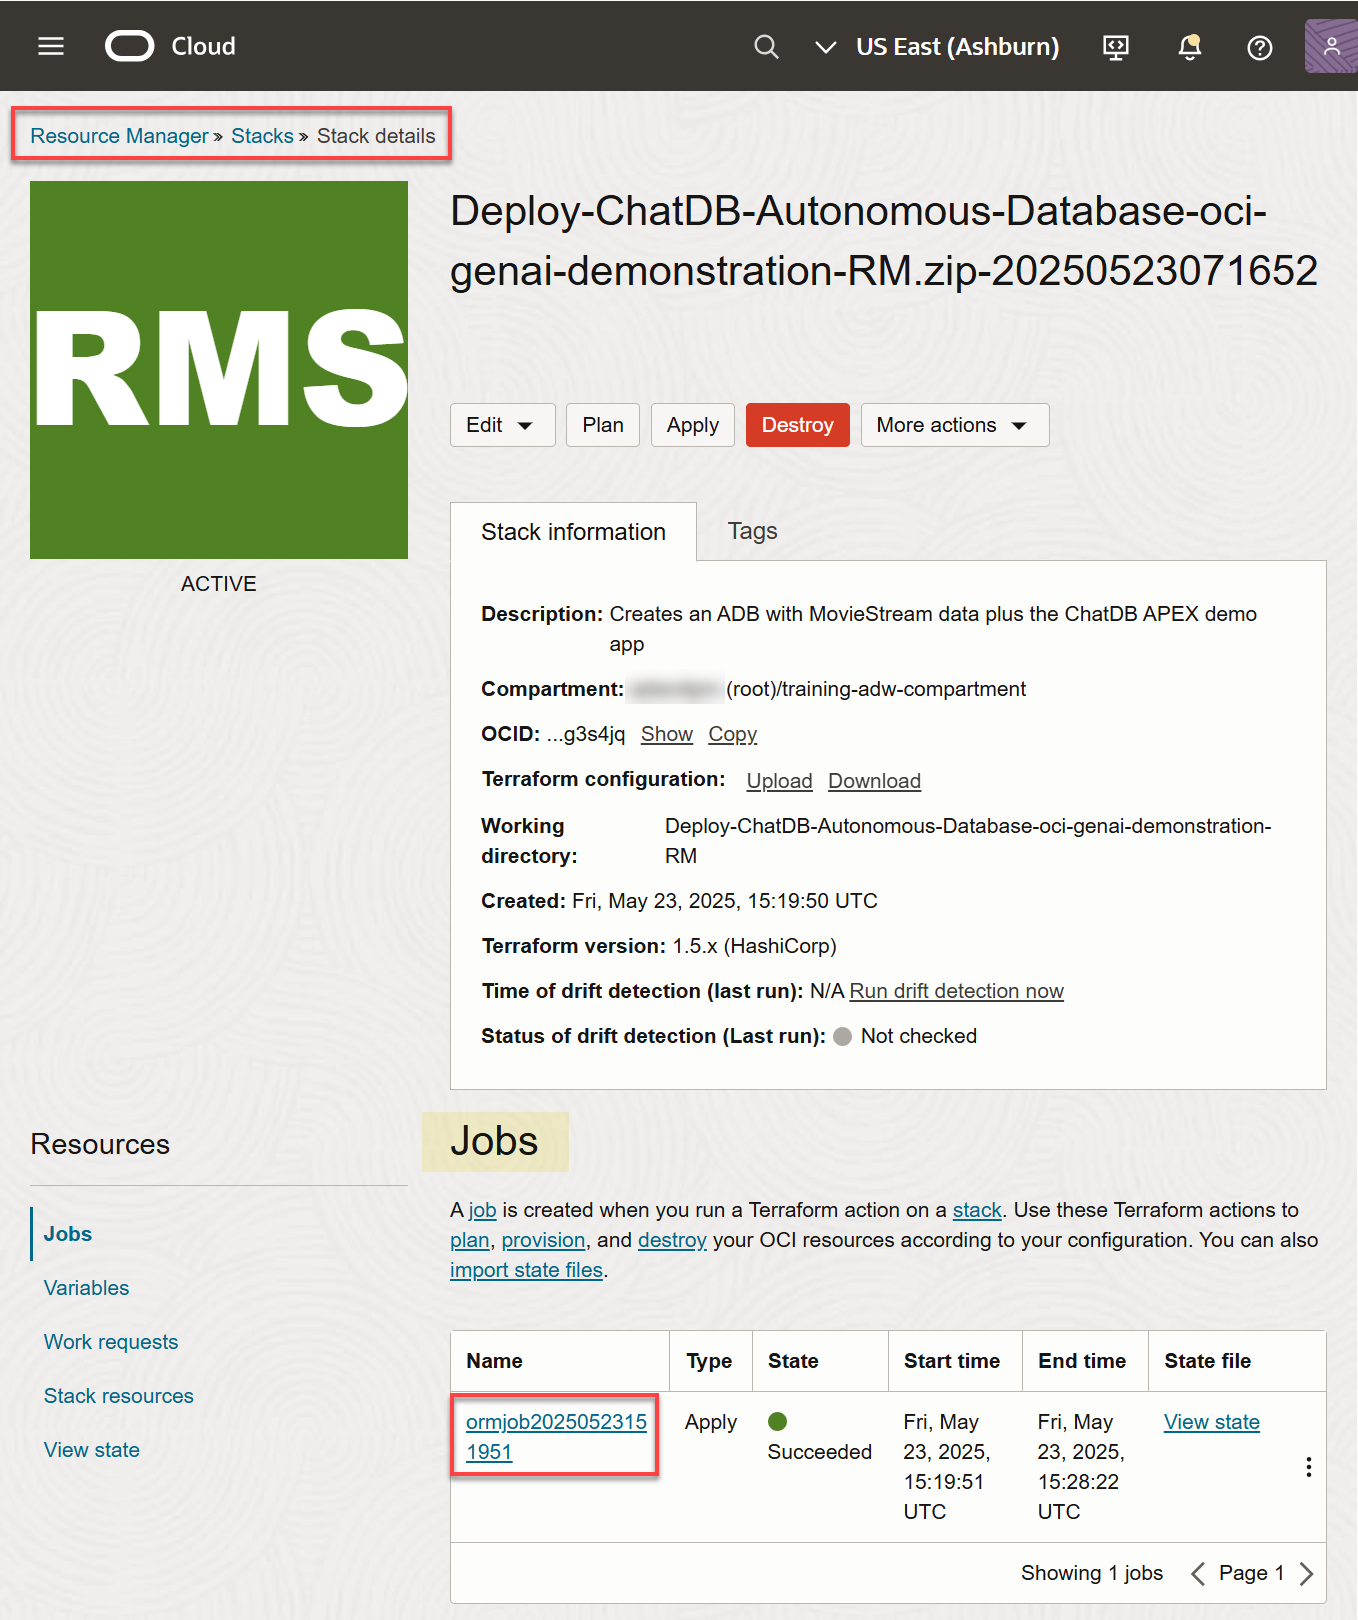 Cloud
US East (Ashburn)
Resource Manager » Stacks » Stack details
RMS
ACTIVE
Deploy-ChatDB-Autonomous-Database-oci-
genai-demonstration-RM.zip-20250523071652
Edit Plan Apply Destroy More actions
Stack information Tags
Description: Creates an ADB with MovieStream data plus the ChatDB APEX demo
app
Compartment: (root)/training-adw-compartment
OCID: ...g3s4jq Show Copy
Terraform configuration: Upload Download
Working Deploy-ChatDB-Autonomous-Database-oci-genai-demonstration-
directory: RM
Created: Fri, May 23, 2025, 15:19:50 UTC
Terraform version: 1.5.x (HashiCorp)
Time of drift detection (last run): N/A Run drift detection now
Status of drift detection (Last run): Not checked
Resources
Jobs
Variables
Work requests
Stack resources
View state
Jobs
A job is created when you run a Terraform action on a stack. Use these Terraform actions to
plan, provision, and destroy your OCI resources according to your configuration. You can also
import state files.
Name Type State Start time End time State file
ormjob2025052315 Apply Fri, May Fri, May View state
1951 Succeeded 23, 2025, 23, 2025,
15:19:51 15:28:22
UTC UTC
Showing 1 jobs Page 1